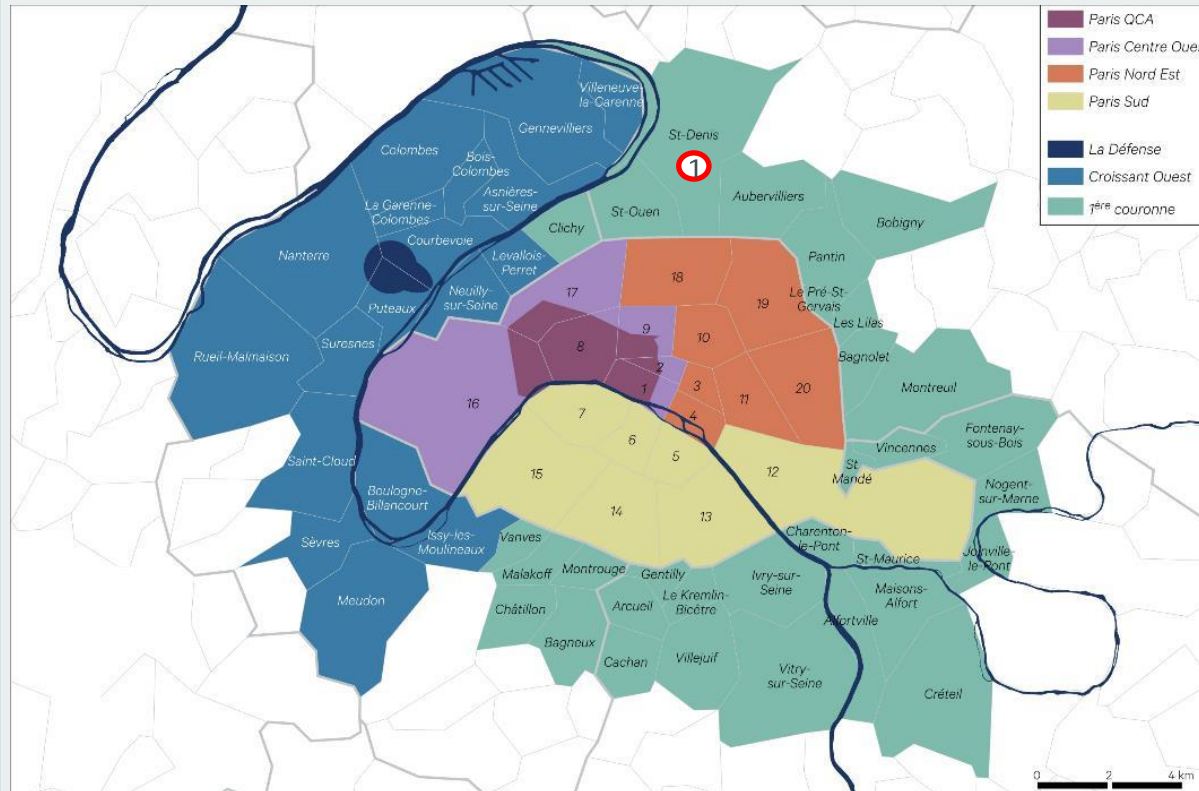 Paris QCA
Paris Centre Oues
Paris Nord Est
Paris Sud
La Défense
Croissant Ouest
1ère couronne
Villeneuve-
la-Garenne
Gennevilliers
Colombes
Bois-
Colombes
Asnières-
sur-Seine
La Garenne-
Colombes
Courbevoie
Nanterre
Levallois-
Perret
Neuilly-
sur-Seine
Puteaux
Suresnes
Rueil-Malmaison
Saint-Cloud
Boulogne-
Billancourt
Sèvres
Issy-les-
Moulineaux
Meudon
St-Denis
1
St-Ouen
Clichy
Aubervilliers
Bobigny
Pantin
Le Pré-St-
Gervais
Les Lilas
Bagnolet
Montreuil
17
18
19
9
10
8
2
1
3
4
11
20
16
7
6
5
12
15
14
13
Fontenay-
sous-Bois
Vincennes
St
Mandé
Nogent-
sur-Marne
Charenton-
le-Pont
St-Maurice
Joinville-
le-Pont
Vanves
Malakoff
Montrouge
Gentilly
Châtillon
Arcueil
Le Kremlin-
Bicêtre
Ivry-sur-
Seine
Maisons-
Alfort
Alfortville
Bagneux
Cachan
Villejuif
Vitry-
sur-Seine
Créteil
0 2 4 km